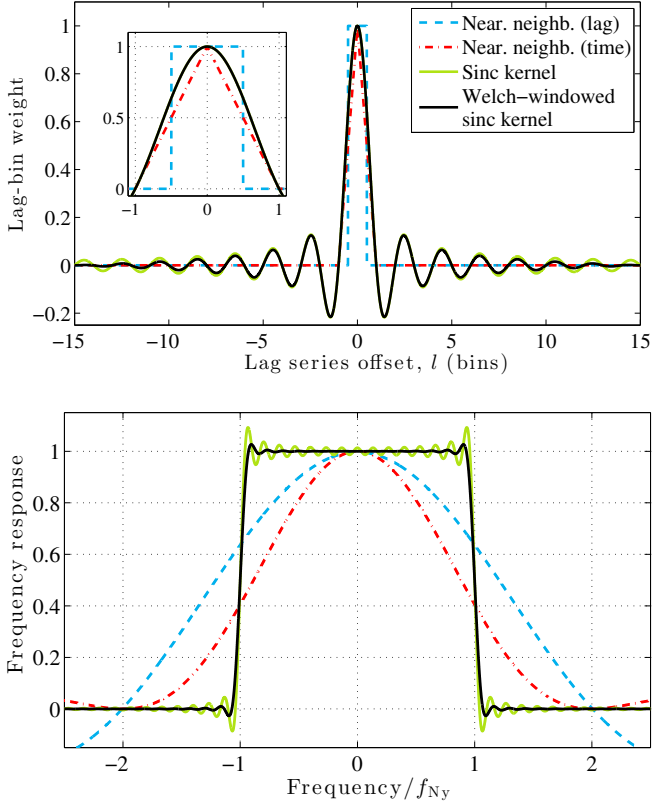 Near. neighb. (lag)
Near. neighb. (time)
Sinc kernel
Welch−windowed
sinc kernel
1
0.5
0
−1 0 1
Lag-bin weight
1
0.8
0.6
0.4
0.2
0
−0.2
−15 −10 −5 0 5 10 15
Lag series offset, l (bins)
Frequency response
1
0.8
0.6
0.4
0.2
0
−2 −1 0 1 2
Frequency/fNy